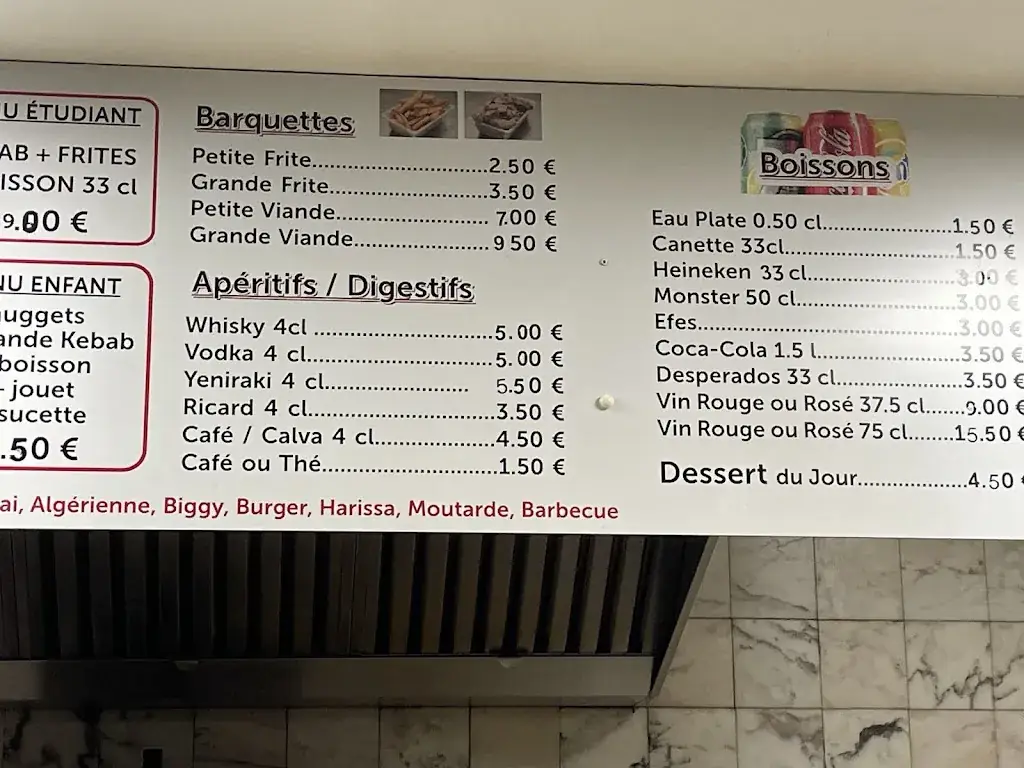 U ÉTUDIANT
AB + FRITES
ISSON 33 cl
9.00 €
NU ENFANT
uggets
ande Kebab
boisson
- jouet
sucette
.50 €
Barquettes
Petite Frite..............................2.50 €
Grande Frite...........................3.50 €
Petite Viande.......................... 7.00 €
Grande Viande.......................9 50 €
Apéritifs / Digestifs
Whisky 4cl ..............................5.00 €
Vodka 4 cl................................5.00 €
Yeniraki 4 cl........................ 5.50 €
Ricard 4 cl...............................3.50 €
Café / Calva 4 cl.....................4.50 €
Café ou Thé.............................1.50 €
ai, Algérienne, Biggy, Burger, Harissa, Moutarde, Barbecue
Boissons
Eau Plate 0.50 cl......................1.50 €
Canette 33cl.............................1.50 €
Heineken 33 cl.........................3.00 €
Monster 50 cl...........................3.00 €
Efes............................................3.00 €
Coca-Cola 1.5 l........................3.50 €
Desperados 33 cl.....................3.50 €
Vin Rouge ou Rosé 37.5 cl......9.00 €
Vin Rouge ou Rosé 75 cl.......15.50 €
Dessert du Jour..................4.50 €